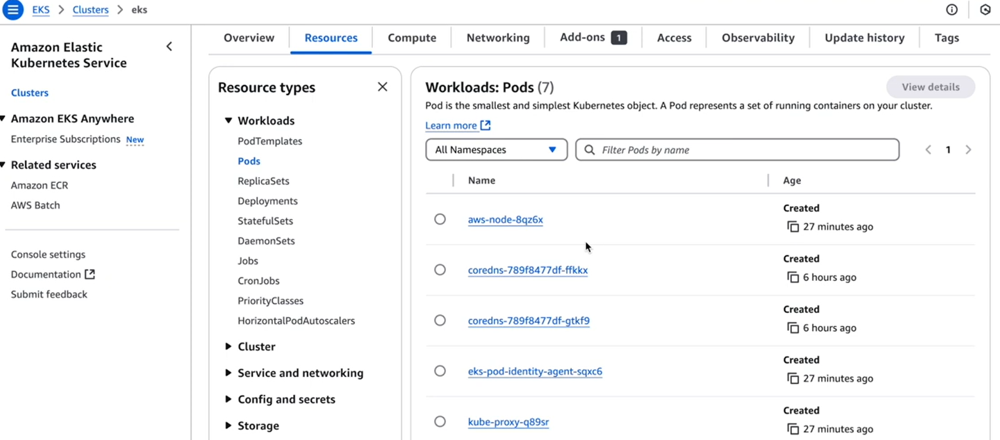 EKS > Clusters > eks
Amazon Elastic
Kubernetes Service
Clusters
Amazon EKS Anywhere
Enterprise Subscriptions New
Related services
Amazon ECR
AWS Batch
Console settings
Documentation
Submit feedback
Overview
Resources
Compute
Networking
Add-ons 1
Access
Observability
Update history
Tags
Resource types
Workloads
PodTemplates
Pods
ReplicaSets
Deployments
StatefulSets
DaemonSets
Jobs
CronJobs
PriorityClasses
HorizontalPodAutoscalers
Cluster
Service and networking
Config and secrets
Storage
Workloads: Pods (7)
View details
Pod is the smallest and simplest Kubernetes object. A Pod represents a set of running containers on your cluster.
Learn more
All Namespaces
Filter Pods by name
1
Name
Age
aws-node-8qz6x
Created
27 minutes ago
coredns-789f8477df-ffkkx
Created
6 hours ago
coredns-789f8477df-gtkf9
Created
6 hours ago
eks-pod-identity-agent-sqxc6
Created
27 minutes ago
kube-proxy-q89sr
Created
27 minutes ago